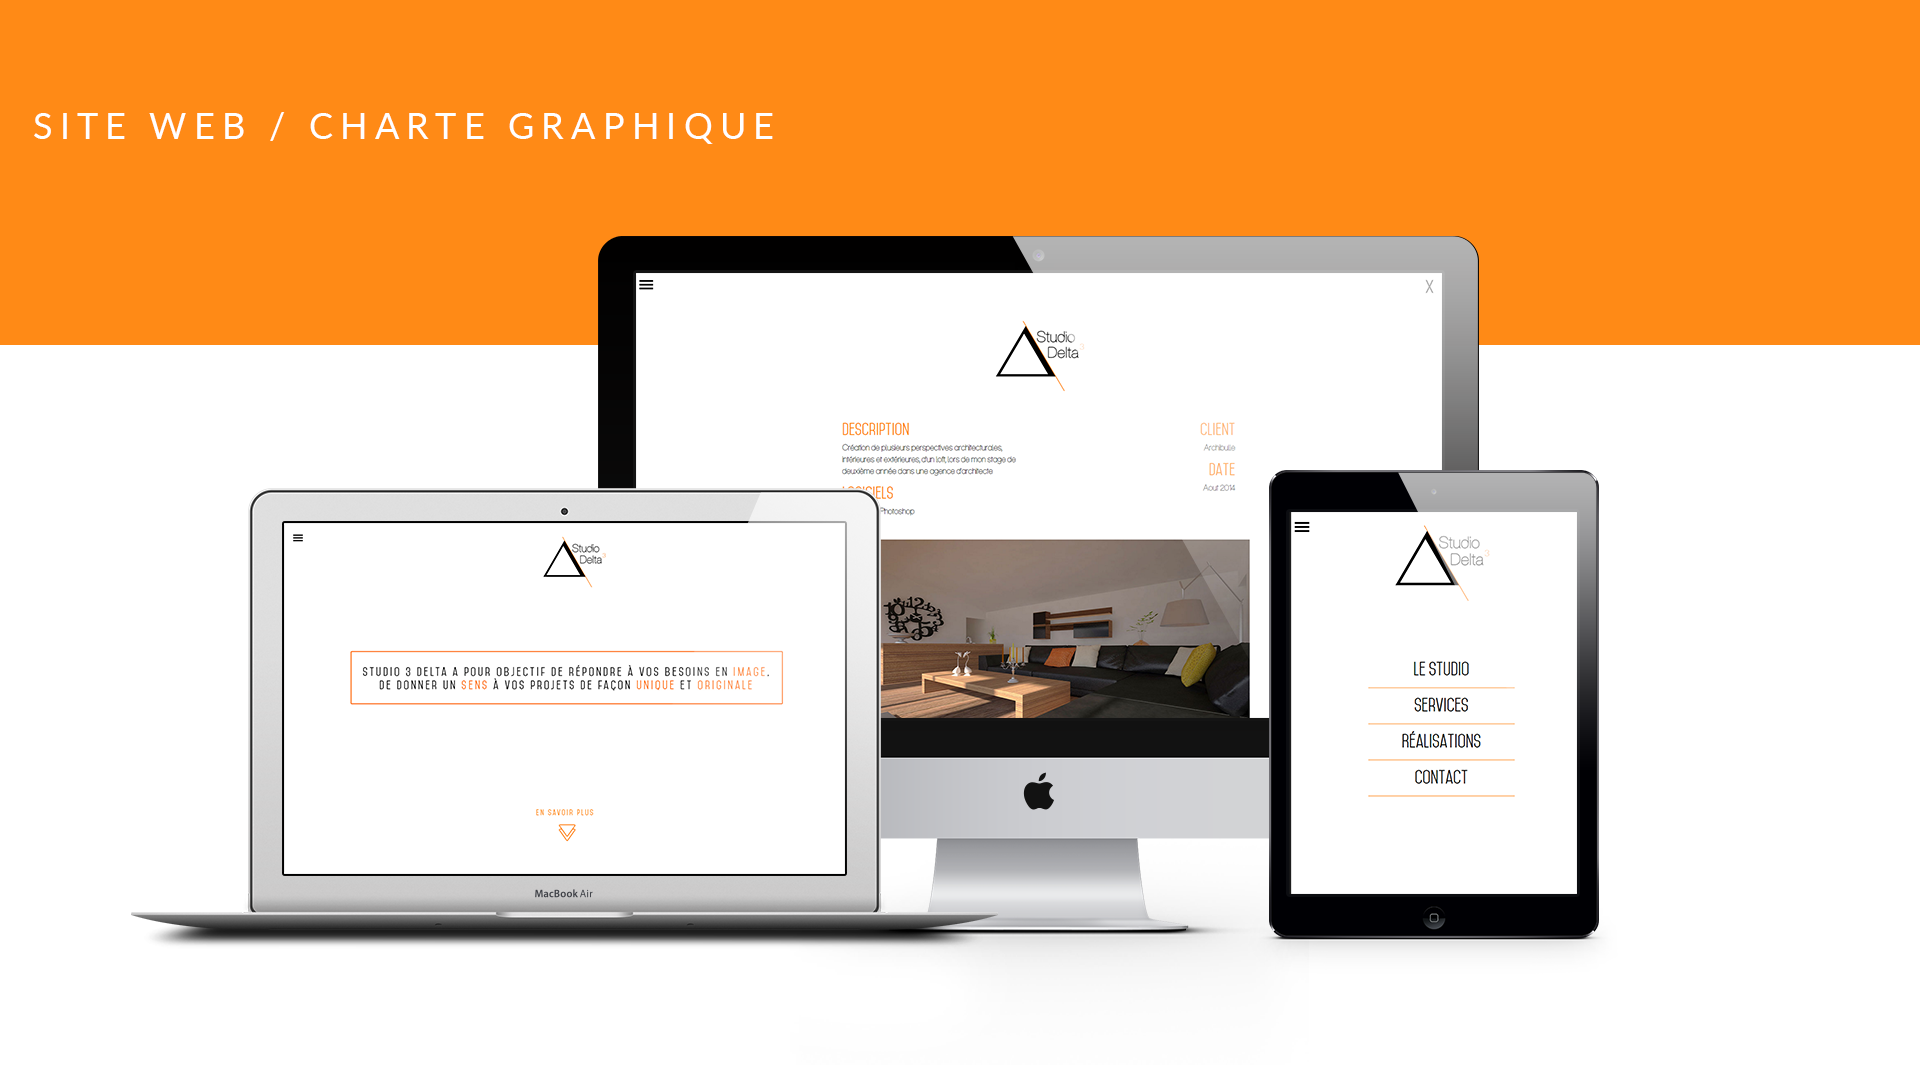 SITE WEB / CHARTE GRAPHIQUE
X
Studio
Delta 3
DESCRIPTION
Création de plusieurs perspectives architecturales,
intérieures et extérieures, d'un loft, lors de mon stage de
deuxième année dans une agence d'architecte
Photoshop
CLIENT
Archibulle
DATE
Aout 2014
Studio
Delta 3
STUDIO 3 DELTA A POUR OBJECTIF DE RÉPONDRE À VOS BESOINS EN IMAGE,
DE DONNER UN SENS À VOS PROJETS DE FAÇON UNIQUE ET ORIGINALE
EN SAVOIR PLUS
MacBook Air
Studio
Delta 3
LE STUDIO
SERVICES
RÉALISATIONS
CONTACT